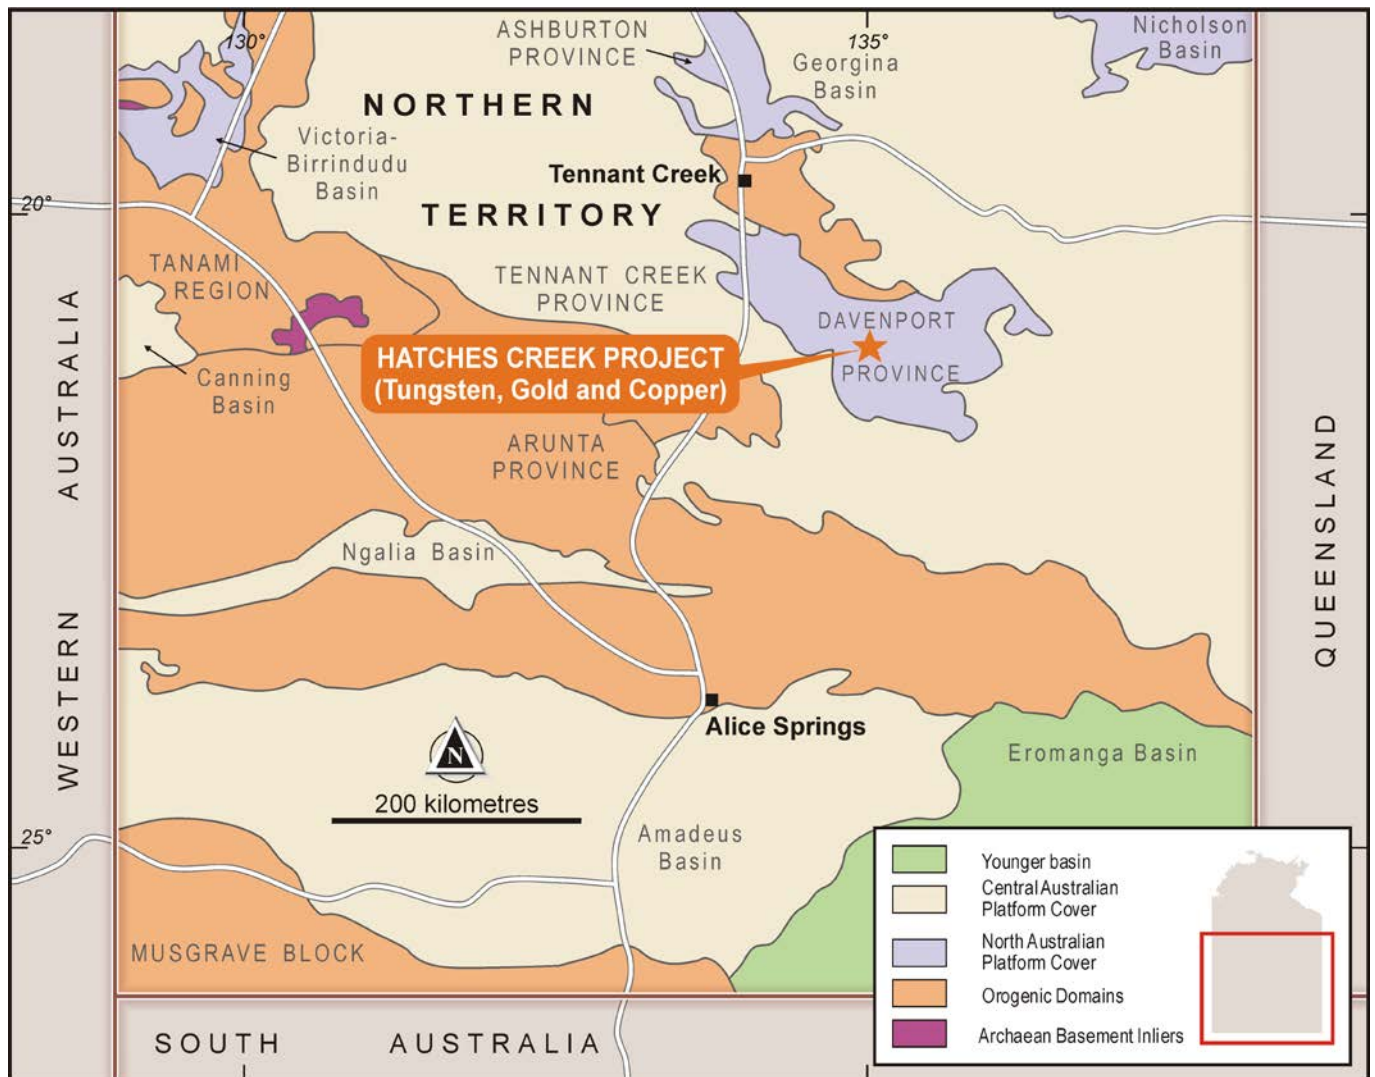 130°
135°
ASHBURTON
PROVINCE
Georgina
Basin
Nicholson
Basin
NORTHERN
Victoria-
Birrindudu
Basin
Tennant Creek
TERRITORY
20°
TANAMI
REGION
TENNANT CREEK
PROVINCE
DAVENPORT
PROVINCE
HATCHES CREEK PROJECT
(Tungsten, Gold and Copper)
Canning
Basin
ARUNTA
PROVINCE
WESTERN AUSTRALIA
QUEENSLAND
Ngalia Basin
Alice Springs
Eromanga Basin
N
200 kilometres
25°
Amadeus
Basin
MUSGRAVE BLOCK
SOUTH AUSTRALIA
Younger basin
Central Australian
Platform Cover
North Australian
Platform Cover
Orogenic Domains
Archaean Basement Inliers